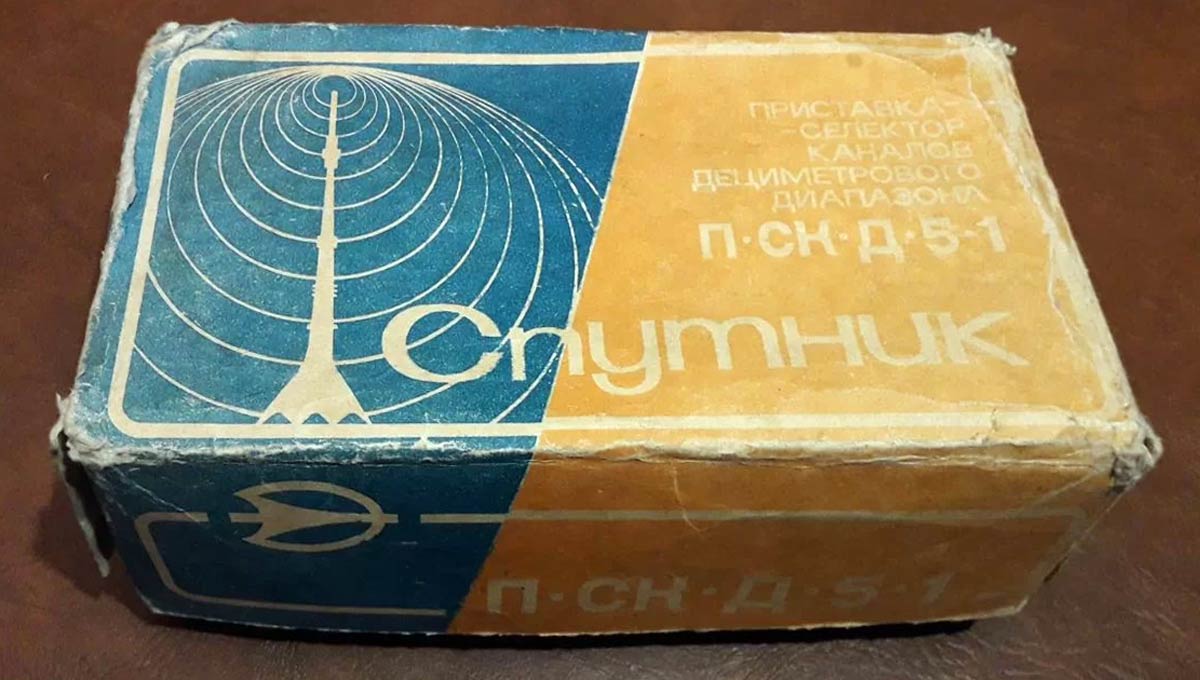 ПРИСТАВКА-
-СЕЛЕКТОР
КАНАЛОВ
ДЕЦИМЕТРОВОГО
ДИАПАЗОНА
П·СК·Д·5-1
Спутник
П·СК·Д·5-1